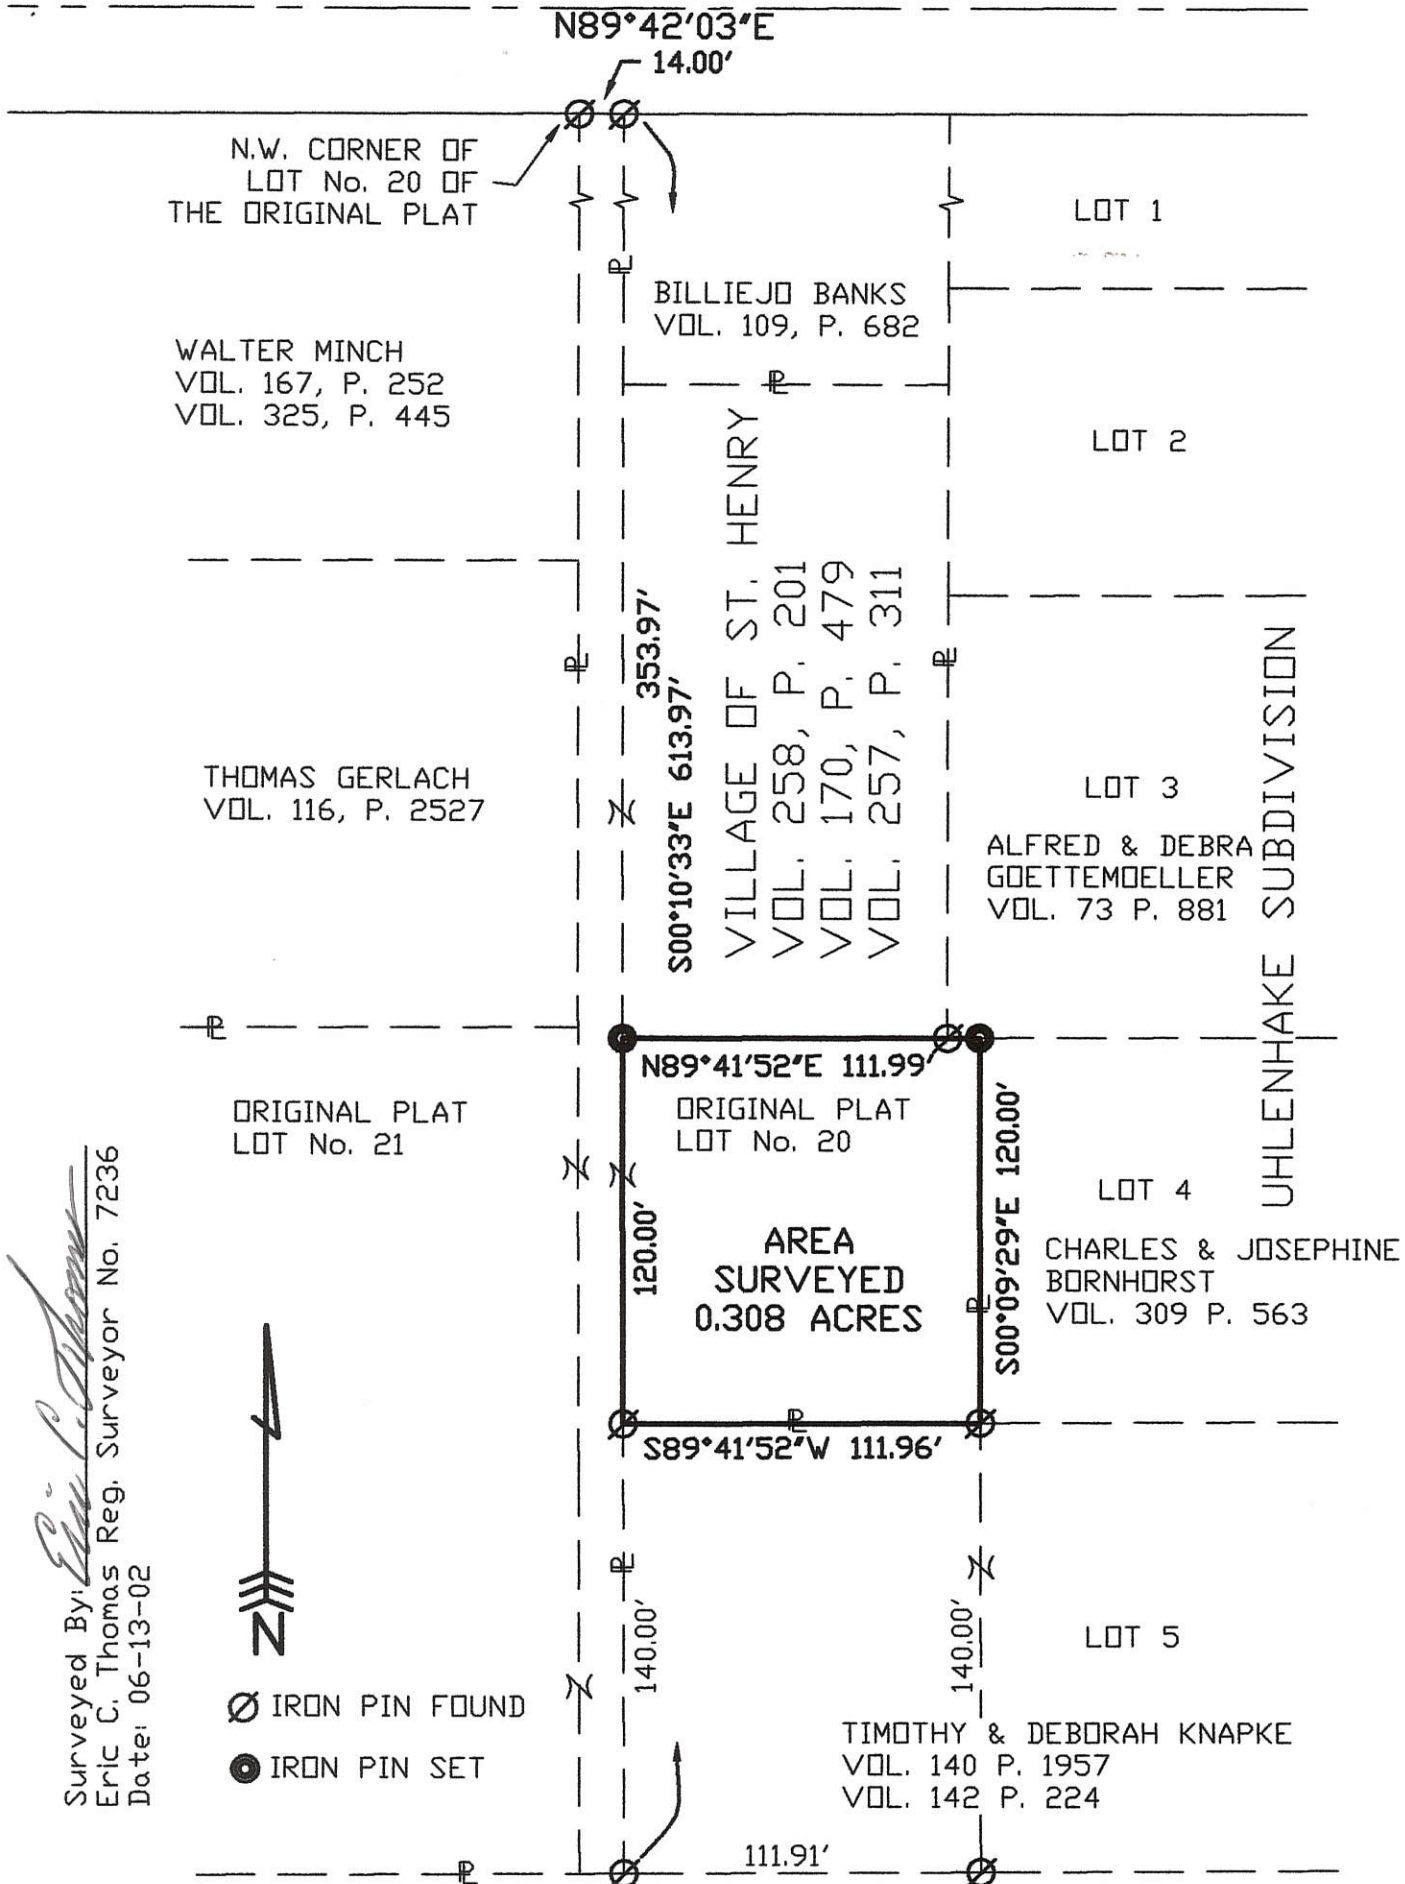 N89°42'03"E
14.00'
N.W. CORNER OF
LOT No. 20 OF
THE ORIGINAL PLAT
LOT 1
BILLIEJO BANKS
VOL. 109, P. 682
WALTER MINCH
VOL. 167, P. 252
VOL. 325, P. 445
LOT 2
VILLAGE OF ST. HENRY
VOL. 258, P. 201
VOL. 170, P. 479
VOL. 257, P. 311
353.97'
S00°10'33"E 613.97'
THOMAS GERLACH
VOL. 116, P. 2527
LOT 3
ALFRED & DEBRA
GOETTEMOELLER
VOL. 73 P. 881
UHLENHAKE SUBDIVISION
N89°41'52"E 111.99'
ORIGINAL PLAT
LOT No. 21
ORIGINAL PLAT
LOT No. 20
120.00'
AREA
SURVEYED
0.308 ACRES
S00°09'29"E 120.00'
LOT 4
CHARLES & JOSEPHINE
BORNHORST
VOL. 309 P. 563
S89°41'52"W 111.96'
Surveyed By: Eric C. Thomas
Eric C. Thomas Reg. Surveyor No. 7236
Date: 06-13-02
N
140.00'
140.00'
LOT 5
IRON PIN FOUND
IRON PIN SET
TIMOTHY & DEBORAH KNAPKE
VOL. 140 P. 1957
VOL. 142 P. 224
111.91'